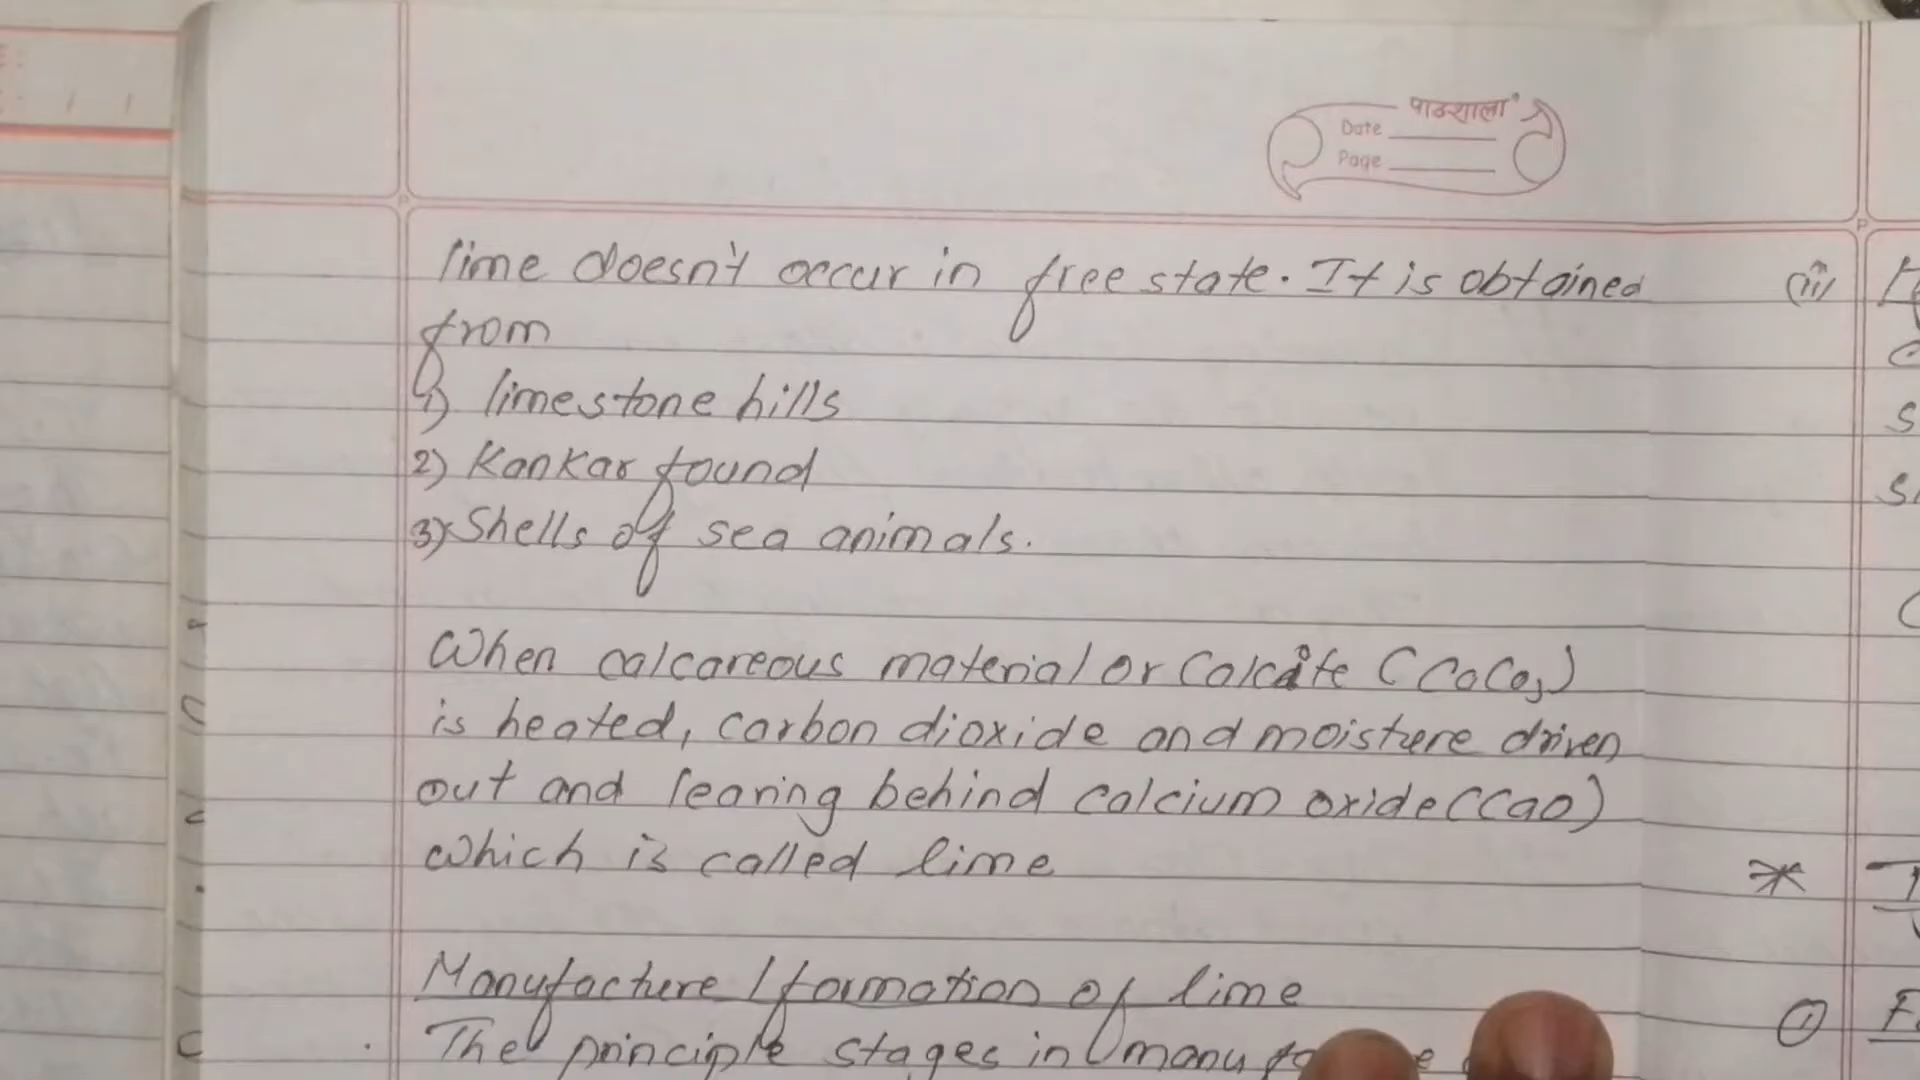 पाठशाला
Date
Page
lime doesn't occur in free state. It is obtained
from
1) limestone hills
2) Kankar found
3) Shells of sea animals.
When calcareous material or Calcite (CaCo3)
is heated, carbon dioxide and moisture driven
out and leaving behind calcium oxide (CaO)
which is called lime
Manufacture / formation of lime
The principle stages in
(iii)
*
①